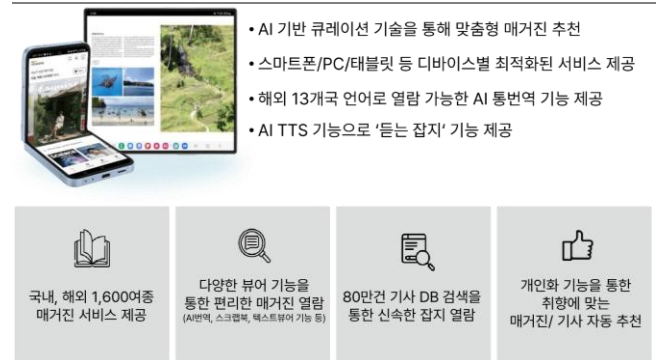 • AI 기반 큐레이션 기술을 통해 맞춤형 매거진 추천
• 스마트폰/PC/태블릿 등 디바이스별 최적화된 서비스 제공
• 해외 13개국 언어로 열람 가능한 AI 통번역 기능 제공
• AI TTS 기능으로 ‘듣는 잡지‘ 기능 제공
국내, 해외 1,600여종
매거진 서비스 제공
다양한 뷰어 기능을
통한 편리한 매거진 열람
(AI번역, 스크랩북, 텍스트뷰어 기능 등)
80만건 기사 DB 검색을
통한 신속한 잡지 열람
개인화 기능을 통한
취향에 맞는
매거진/ 기사 자동 추천